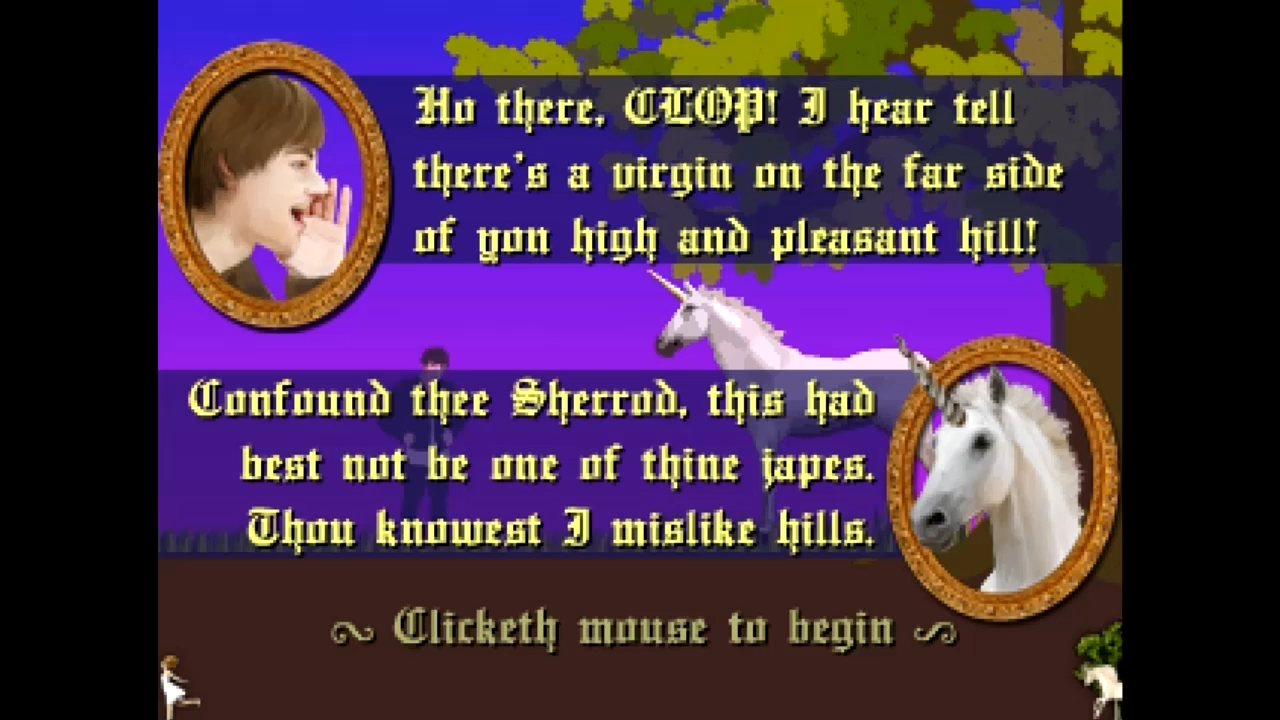 Ho there, CLOP! I hear tell
there's a virgin on the far side
of yon high and pleasant hill!
Confound thee Sherrod, this had
best not be one of thine japes.
Thou knowest I mislike hills.
~ Clicketh mouse to begin ~